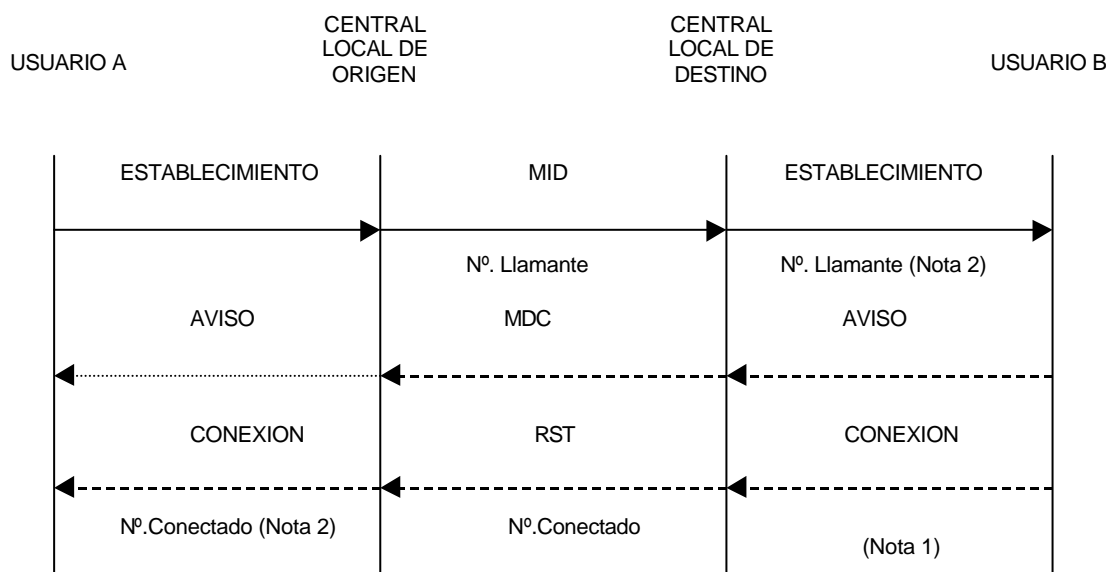 USUARIO A
CENTRAL
LOCAL DE
ORIGEN
CENTRAL
LOCAL DE
DESTINO
USUARIO B
ESTABLECIMIENTO
MID
ESTABLECIMIENTO
Nº. Llamante
Nº. Llamante (Nota 2)
AVISO
MDC
AVISO
CONEXION
RST
CONEXION
Nº.Conectado (Nota 2)
Nº.Conectado
(Nota 1)